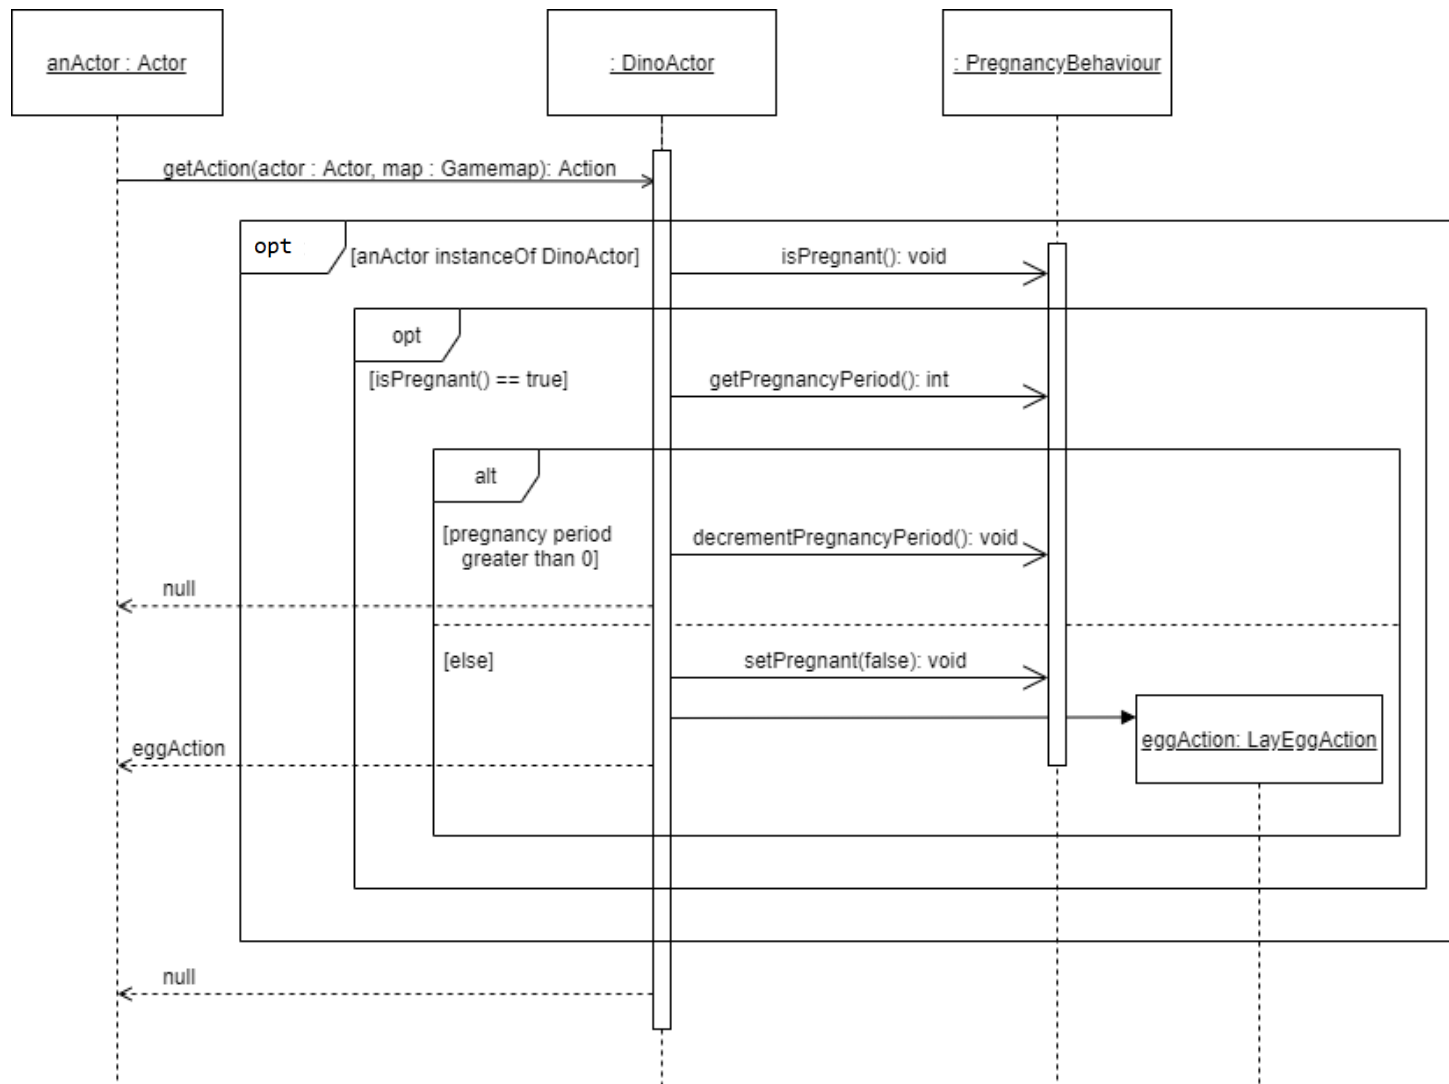 anActor : Actor
: DinoActor
: PregnancyBehaviour
getAction(actor : Actor, map : Gamemap): Action
opt
[anActor instanceOf DinoActor]
isPregnant(): void
opt
[isPregnant() == true]
getPregnancyPeriod(): int
alt
[pregnancy period
greater than 0]
decrementPregnancyPeriod(): void
null
[else]
setPregnant(false): void
eggAction: LayEggAction
eggAction
null